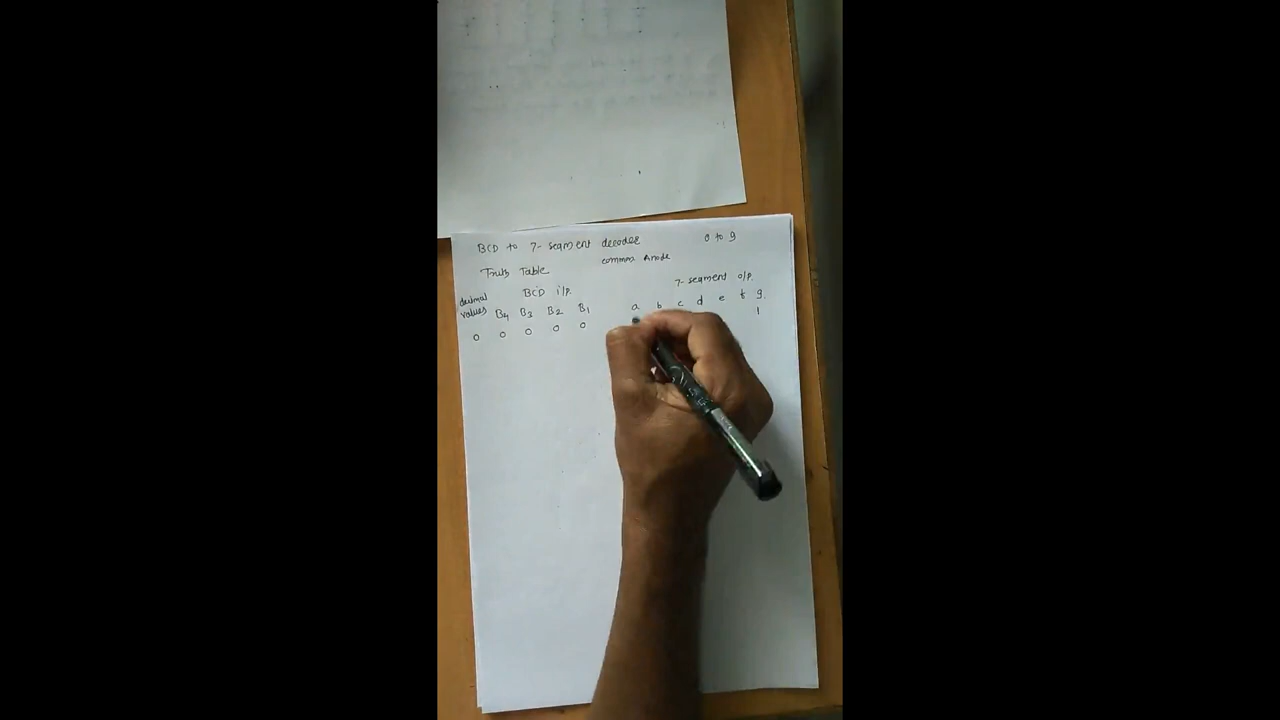 BCD to 7-segment decoder 0 to 9
common Anode
Truth Table
7-segment o/p.
decimal values BCD i/p.
B4 B3 B2 B1 a b c d e f g.
0 0 0 0 0 1